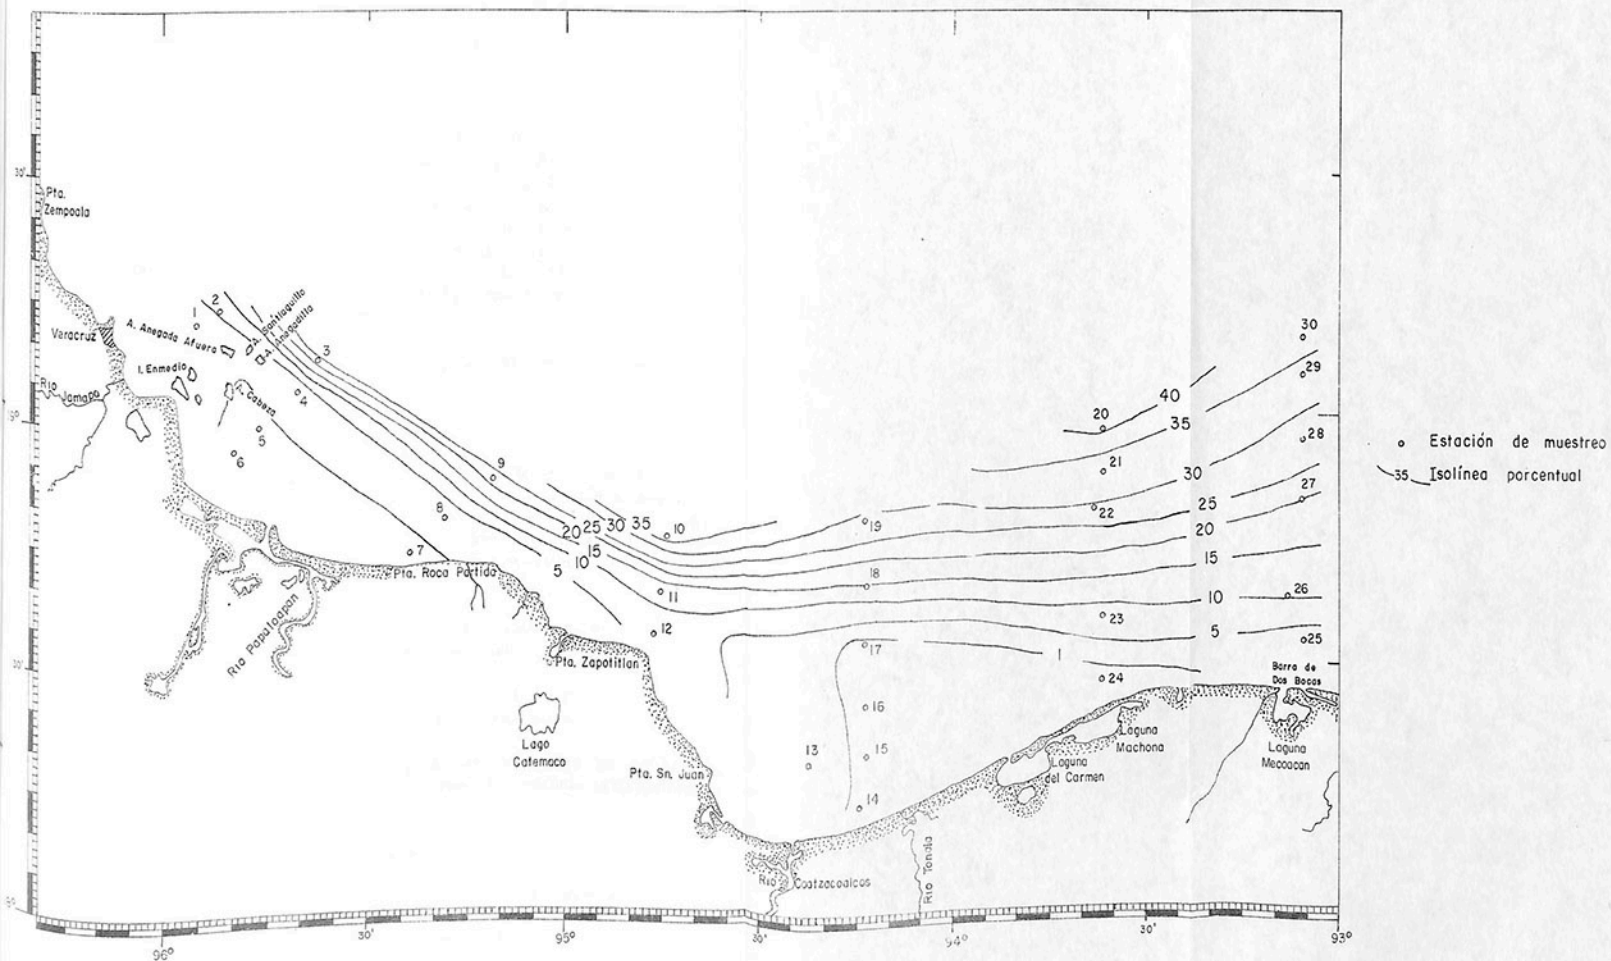 30'
Pta.
Zempoala
Veracruz
Rio
Jamapa
A. Anegada Afuera
A. Santiaguillo
A. Anegadilla
I. Enmedio
A. Cabeza
1
2
3
4
5
6
7
8
9
10
11
12
13
14
15
16
17
18
19
20
21
22
23
24
25
26
27
28
29
30
20 25 30 35
15
10
5
40
35
30
25
20
15
10
5
1
Estación de muestreo
35 Isolínea porcentual
Pta. Roca Partida
Rio Papaloapan
Pta. Zapotitlan
Lago
Catemaco
Pta. Sn. Juan
Rio Coatzacoalcos
Rio Tonala
Laguna
del Carmen
Laguna
Machona
Barra de
Dos Bocas
Laguna
Mecoacan
96°
30'
95°
30'
94°
30'
93°